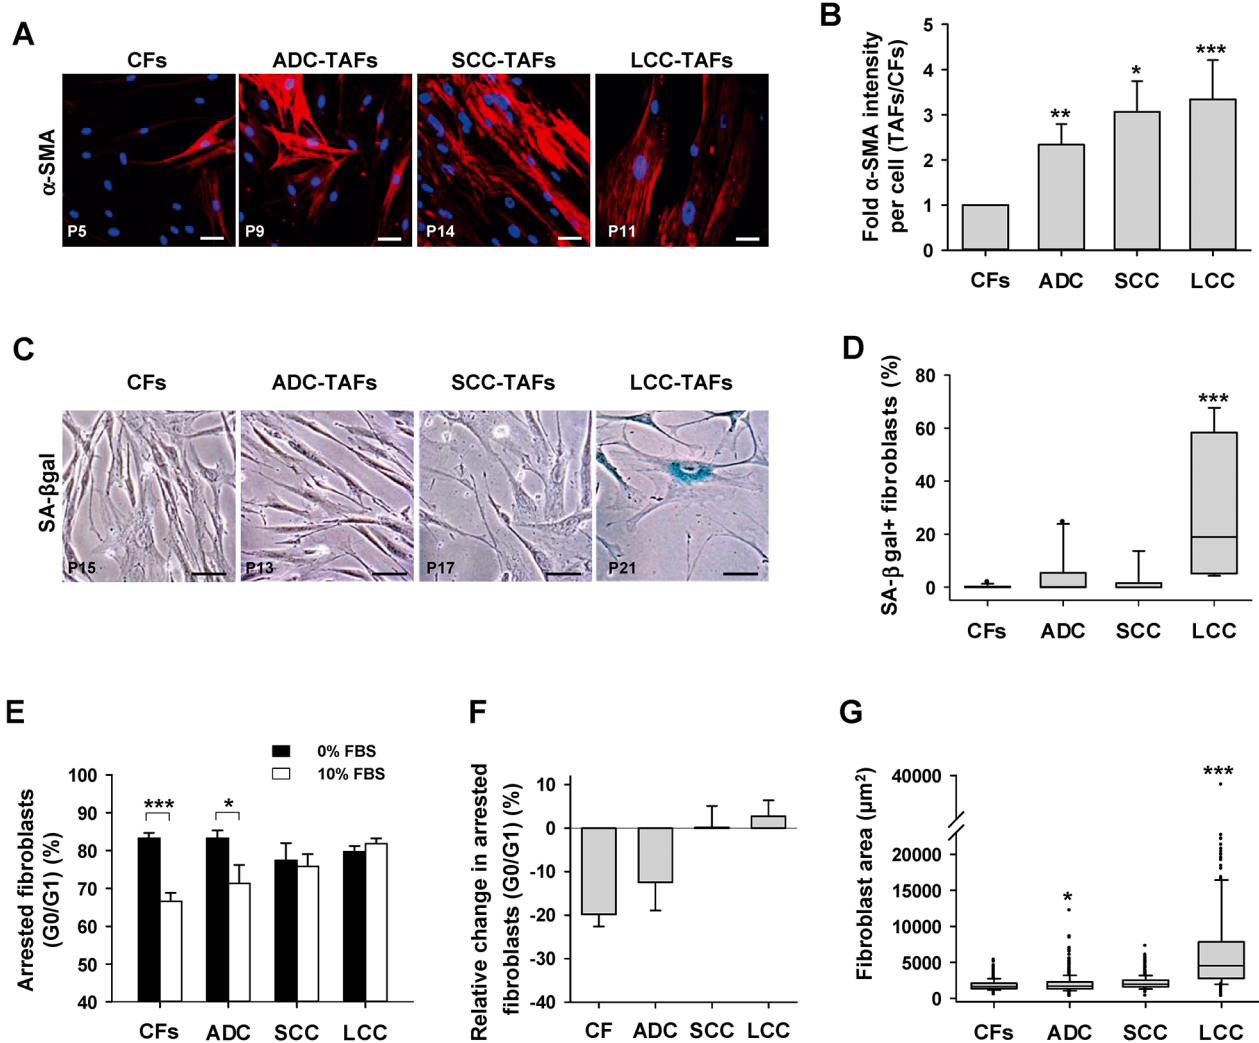 A
CFs
ADC-TAFs
SCC-TAFs
LCC-TAFs
α-SMA
P5
P9
P14
P11
B
Fold α-SMA intensity
per cell (TAFs/CFs)
5
4
3
2
1
0
**
*
***
CFs
ADC
SCC
LCC
C
CFs
ADC-TAFs
SCC-TAFs
LCC-TAFs
SA-βgal
P15
P13
P17
P21
D
SA-β gal+ fibroblasts (%)
80
60
40
20
0
***
CFs
ADC
SCC
LCC
E
0% FBS
10% FBS
Arrested fibroblasts
(G0/G1) (%)
100
90
80
70
60
50
40
***
*
CFs
ADC
SCC
LCC
F
Relative change in arrested
fibroblasts (G0/G1) (%)
10
0
-10
-20
-30
-40
CF
ADC
SCC
LCC
G
Fibroblast area (μm²)
40000
20000
15000
10000
5000
0
*
***
CFs
ADC
SCC
LCC